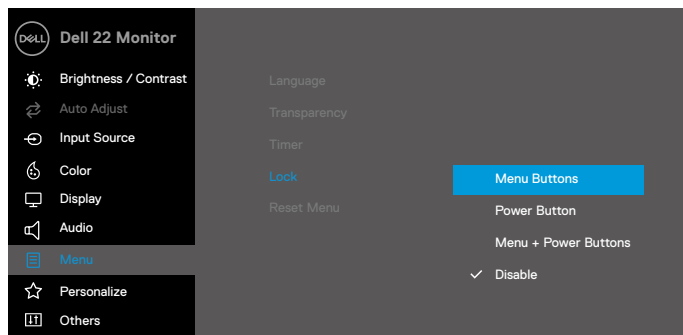 DELL Dell 22 Monitor
Brightness / Contrast
Auto Adjust
Input Source
Color
Display
Audio
Menu
Personalize
Others
Language
Transparency
Timer
Lock
Reset Menu
Menu Buttons
Power Button
Menu + Power Buttons
Disable